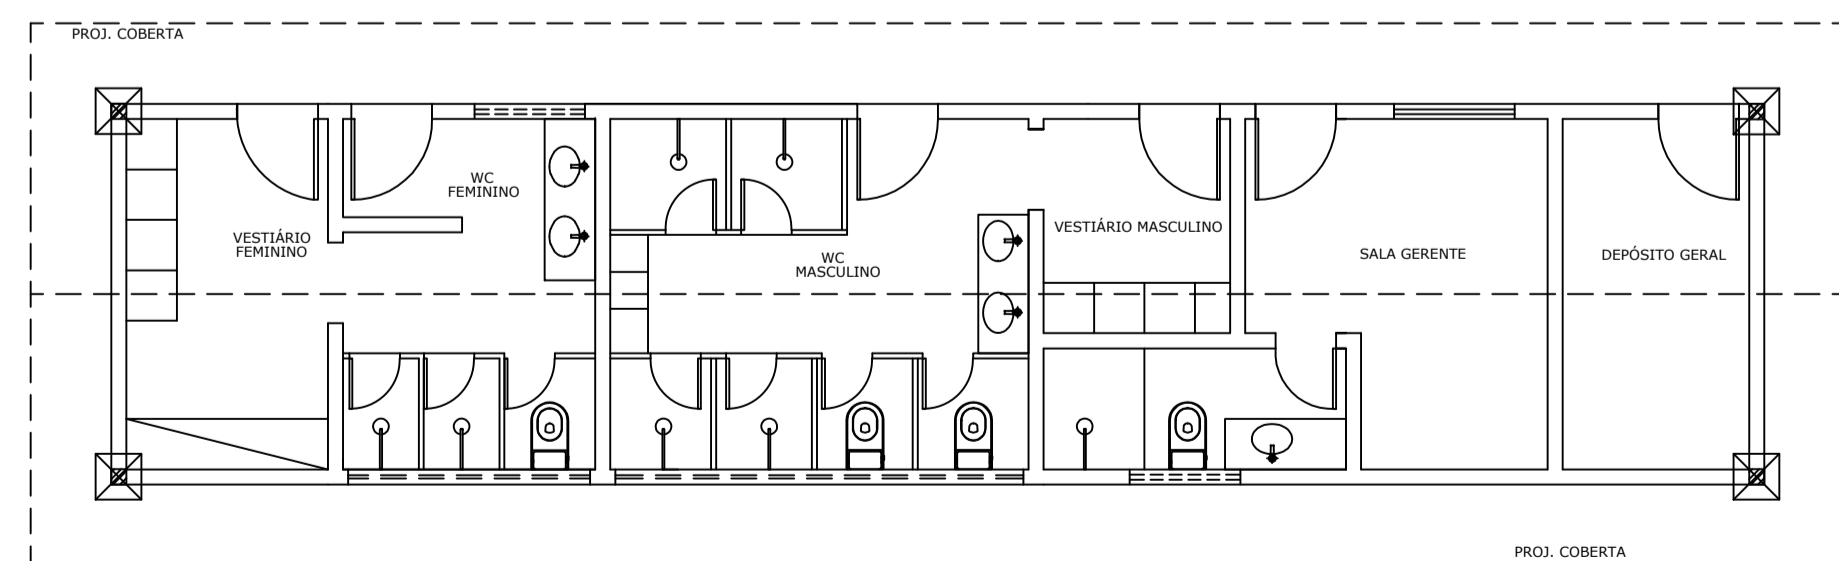 PROJ. COBERTA
WC
FEMININO
VESTIÁRIO
FEMININO
WC
MASCULINO
VESTIÁRIO MASCULINO
SALA GERENTE
DEPÓSITO GERAL
PROJ. COBERTA